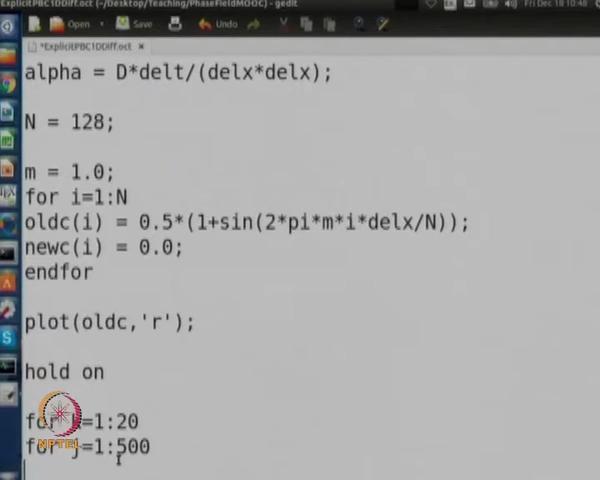 ExplicitPBC1DDiff.oct (~/Desktop/Teaching/PhaseFieldMOOC) - gedit
Fri Dec 18 10:48
Open Save Undo
*ExplicitPBC1DDiff.oct ×
alpha = D*delt/(delx*delx);
N = 128;
m = 1.0;
for i=1:N
oldc(i) = 0.5*(1+sin(2*pi*m*i*delx/N));
newc(i) = 0.0;
endfor
plot(oldc,'r');
hold on
for k=1:20
for j=1:500
NPTEL